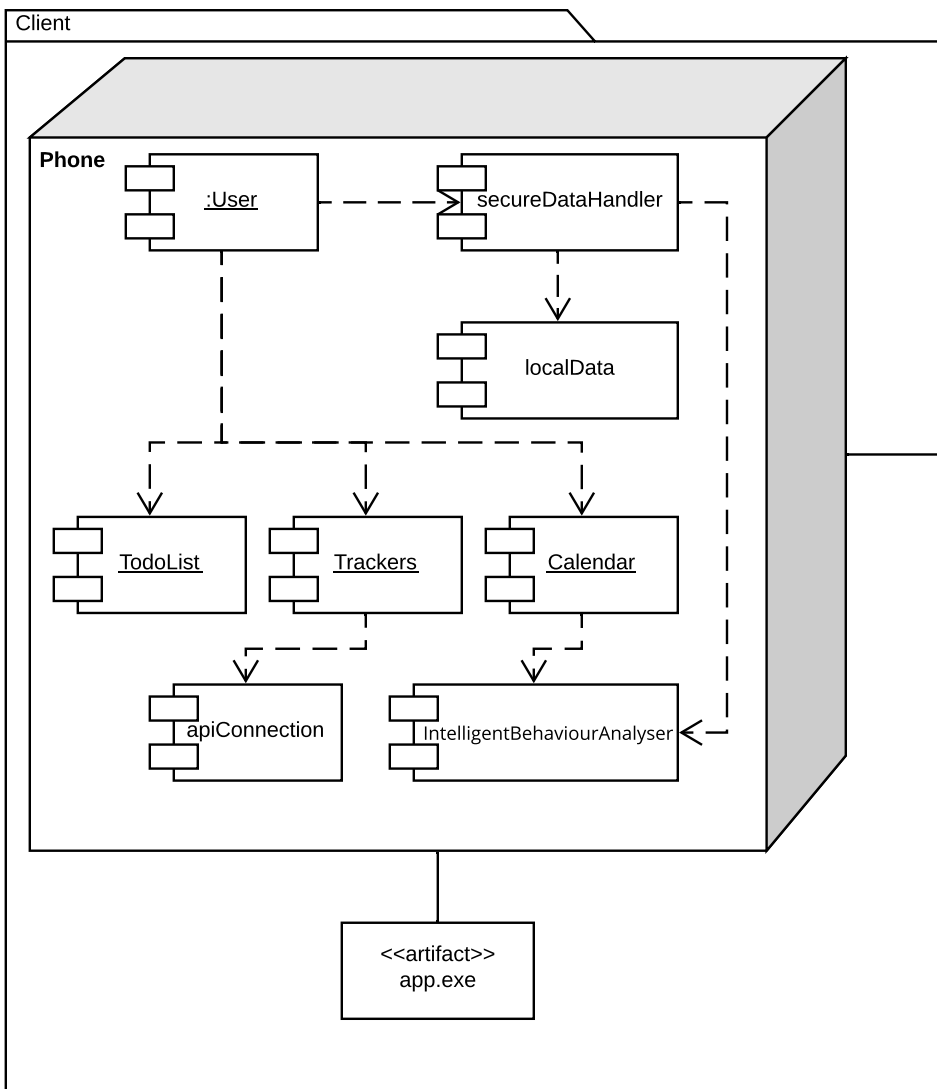 Client
Phone
:User
secureDataHandler
localData
TodoList
Trackers
Calendar
apiConnection
IntelligentBehaviourAnalyser
<<artifact>>
app.exe